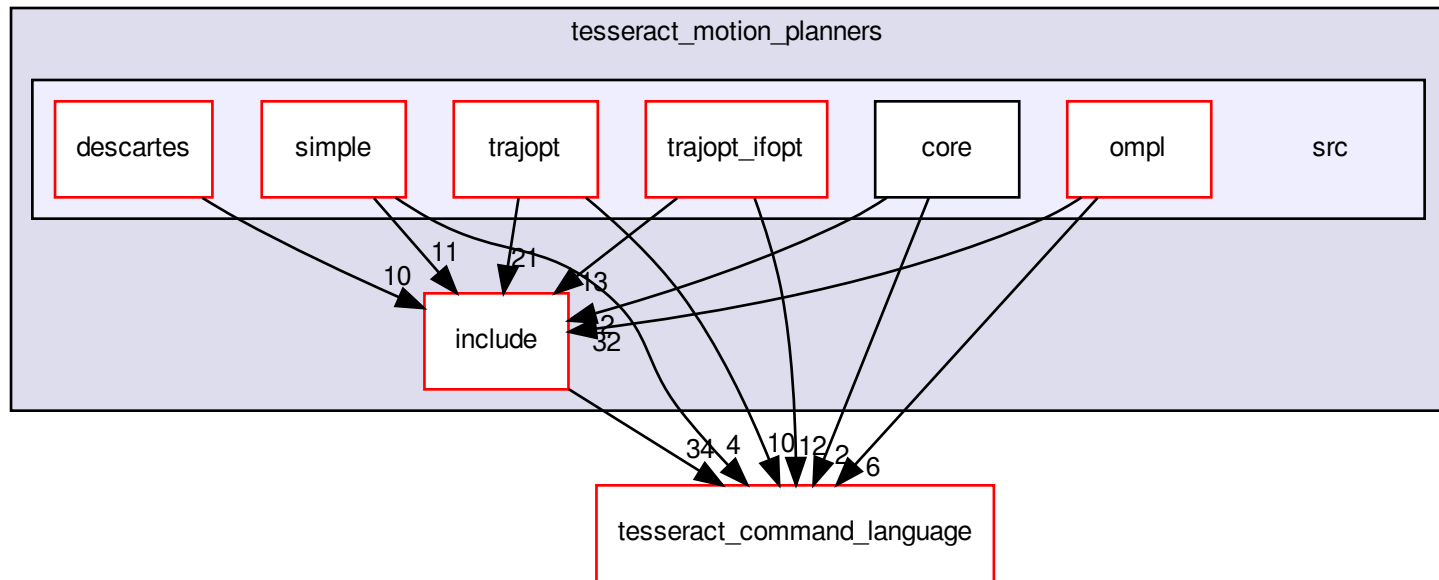 tesseract_motion_planners
descartes
simple
trajopt
trajopt_ifopt
core
ompl
src
10
11
21
13
2
32
include
34
4
10
12
2
6
tesseract_command_language